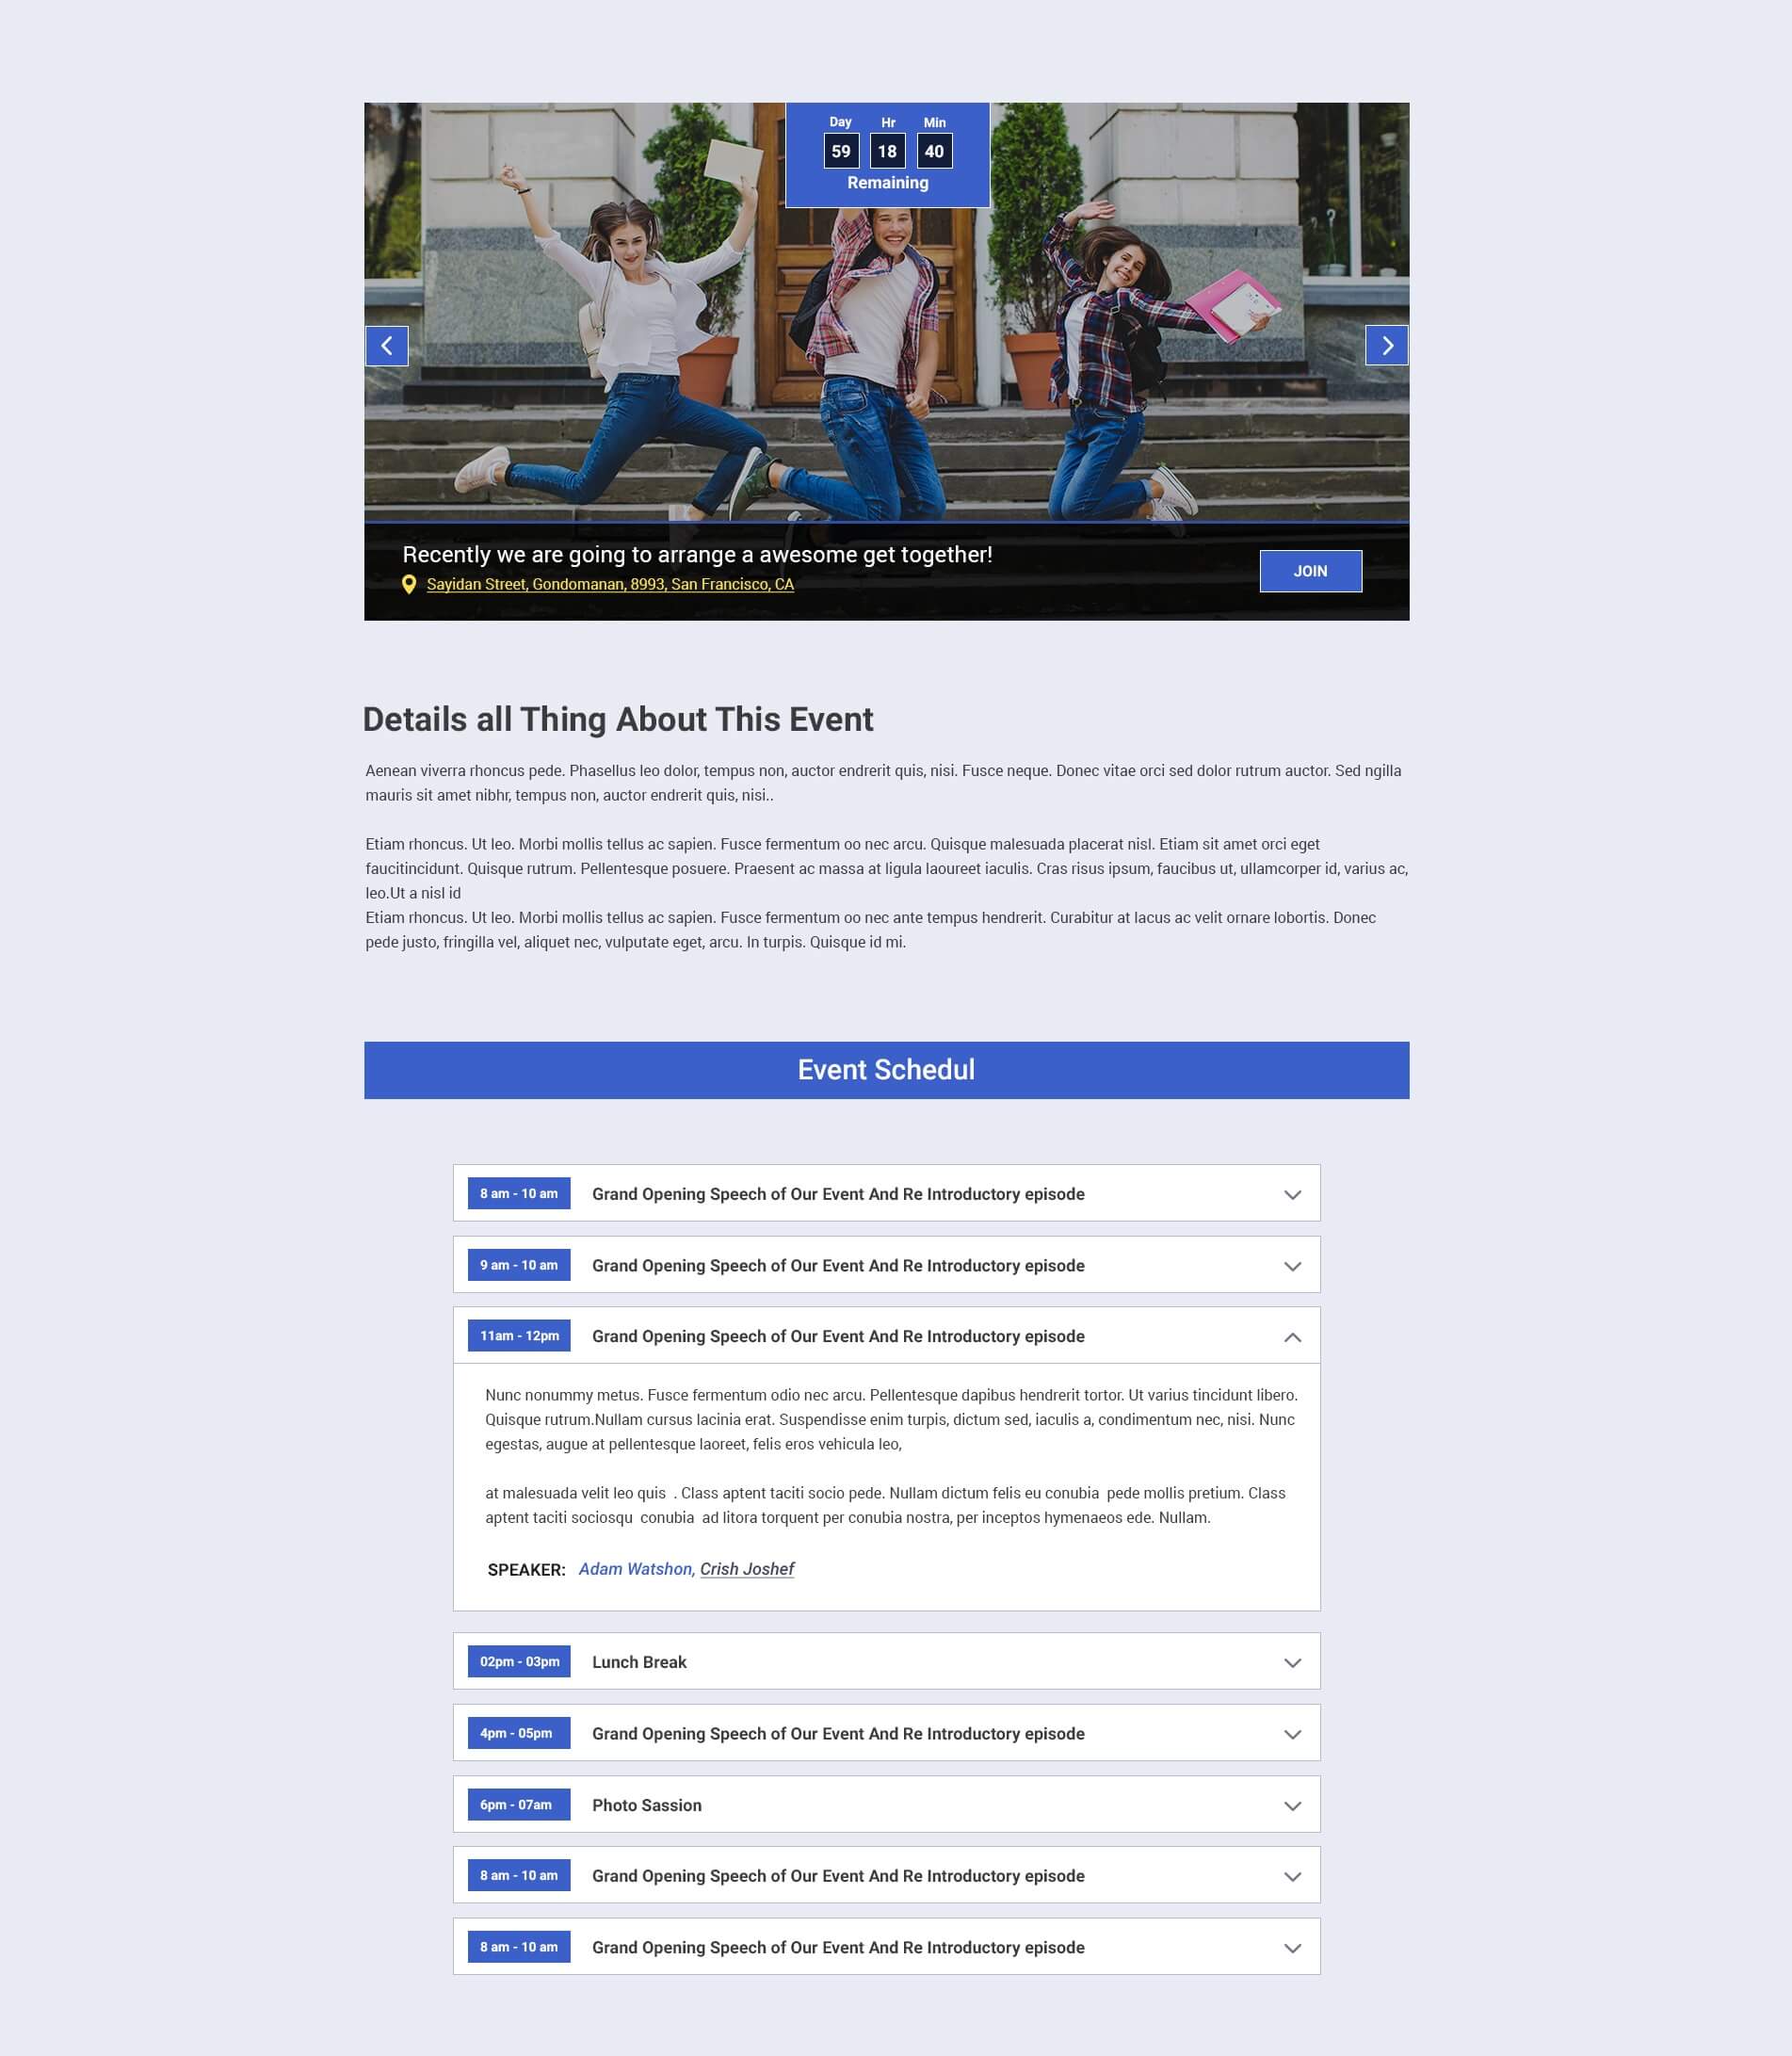 Day Hr Min
59 18 40
Remaining
Recently we are going to arrange a awesome get together!
Sayidan Street, Gondomanan, 8993, San Francisco, CA
JOIN
Details all Thing About This Event
Aenean viverra rhoncus pede. Phasellus leo dolor, tempus non, auctor endrerit quis, nisi. Fusce neque. Donec vitae orci sed dolor rutrum auctor. Sed ngilla
mauris sit amet nibhr, tempus non, auctor endrerit quis, nisi..
Etiam rhoncus. Ut leo. Morbi mollis tellus ac sapien. Fusce fermentum oo nec arcu. Quisque malesuada placerat nisl. Etiam sit amet orci eget
faucitincidunt. Quisque rutrum. Pellentesque posuere. Praesent ac massa at ligula laoureet iaculis. Cras risus ipsum, faucibus ut, ullamcorper id, varius ac,
leo.Ut a nisl id
Etiam rhoncus. Ut leo. Morbi mollis tellus ac sapien. Fusce fermentum oo nec ante tempus hendrerit. Curabitur at lacus ac velit ornare lobortis. Donec
pede justo, fringilla vel, aliquet nec, vulputate eget, arcu. In turpis. Quisque id mi.
Event Schedul
8 am - 10 am Grand Opening Speech of Our Event And Re Introductory episode
9 am - 10 am Grand Opening Speech of Our Event And Re Introductory episode
11am - 12pm Grand Opening Speech of Our Event And Re Introductory episode
Nunc nonummy metus. Fusce fermentum odio nec arcu. Pellentesque dapibus hendrerit tortor. Ut varius tincidunt libero.
Quisque rutrum.Nullam cursus lacinia erat. Suspendisse enim turpis, dictum sed, iaculis a, condimentum nec, nisi. Nunc
egestas, augue at pellentesque laoreet, felis eros vehicula leo,
at malesuada velit leo quis . Class aptent taciti socio pede. Nullam dictum felis eu conubia pede mollis pretium. Class
aptent taciti sociosqu conubia ad litora torquent per conubia nostra, per inceptos hymenaeos ede. Nullam.
SPEAKER: Adam Watshon, Crish Joshef
02pm - 03pm Lunch Break
4pm - 05pm Grand Opening Speech of Our Event And Re Introductory episode
6pm - 07am Photo Sassion
8 am - 10 am Grand Opening Speech of Our Event And Re Introductory episode
8 am - 10 am Grand Opening Speech of Our Event And Re Introductory episode